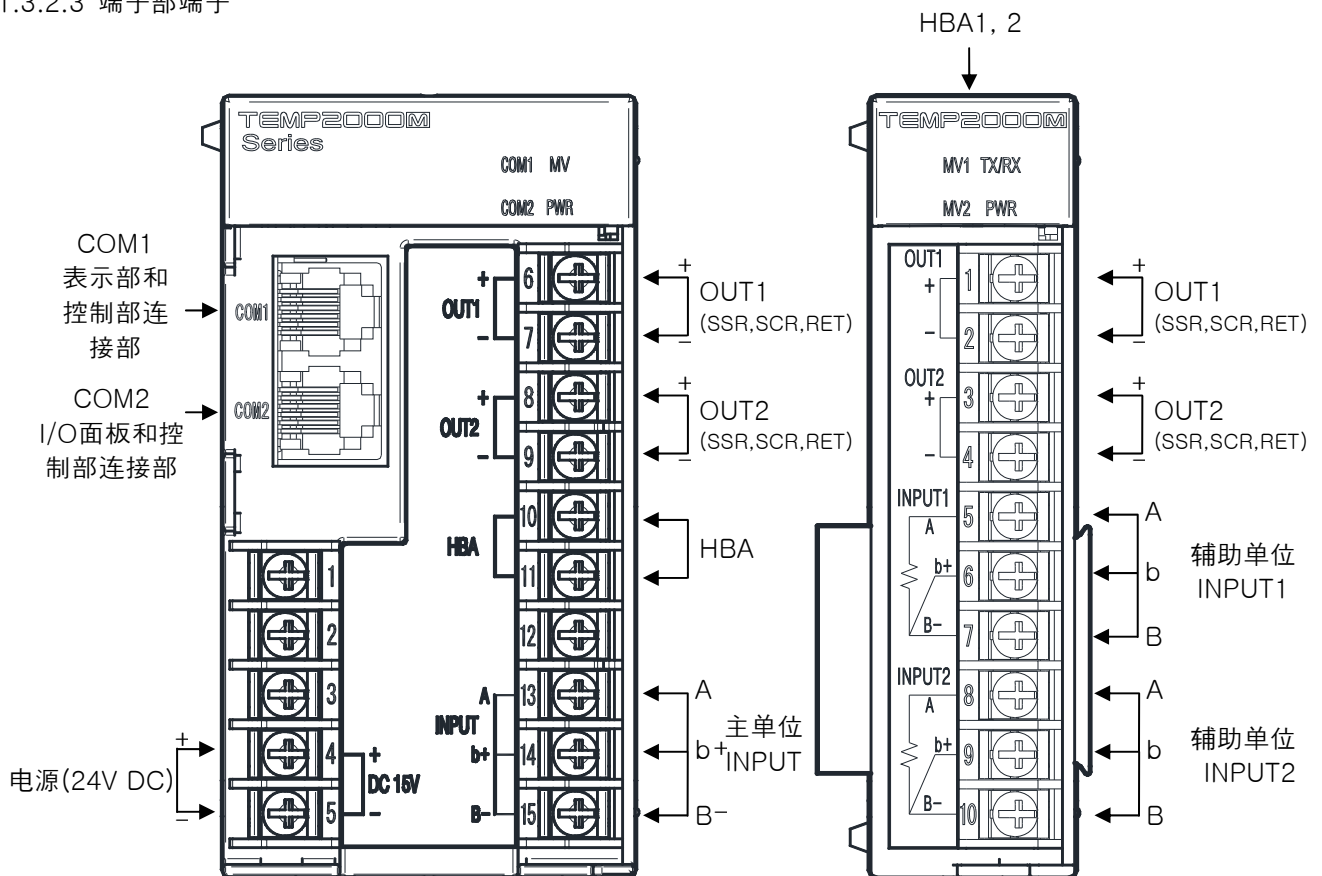 1.3.2.3 端子部端子
HBA1, 2
TEMP2000M
Series
COM1 MV
COM2 PWR
COM1
表示部和
控制部连
接部
COM2
I/O面板和控
制部连接部
COM1
COM2
+
OUT1
-
6
7
+
OUT1
(SSR,SCR,RET)
-
+
OUT2
-
8
9
+
OUT2
(SSR,SCR,RET)
-
HBA
10
11
HBA
12
A
INPUT
b+
B-
13
14
15
A
b+
B-
主单位
INPUT
1
2
3
4
5
+
DC 15V
-
+
电源(24V DC)
-
TEMP2000M
MV1 TX/RX
MV2 PWR
OUT1
+
-
1
2
+
OUT1
(SSR,SCR,RET)
-
OUT2
+
-
3
4
+
OUT2
(SSR,SCR,RET)
-
INPUT1
A
b+
B-
5
6
7
A
b
B
辅助单位
INPUT1
INPUT2
A
b+
B-
8
9
10
A
b
B
辅助单位
INPUT2